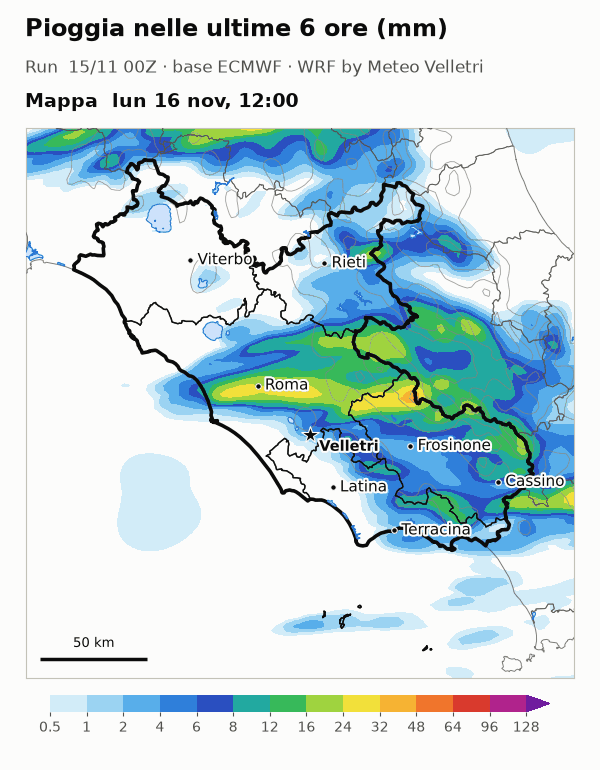 Pioggia nelle ultime 6 ore (mm)
Run  15/11 00Z · base ECMWF · WRF by Meteo Velletri
Mappa  lun 16 nov, 12:00
Viterbo
Rieti
Roma
Velletri
Frosinone
Cassino
Latina
Terracina
50 km
0.5 1 2 4 6 8 12 16 24 32 48 64 96 128